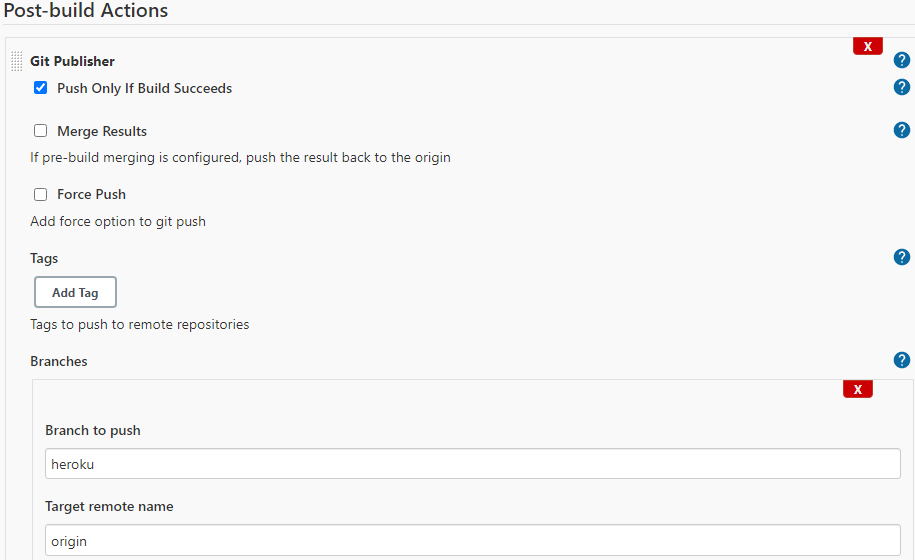 Post-build Actions
X
Git Publisher
?
Push Only If Build Succeeds
?
Merge Results
?
If pre-build merging is configured, push the result back to the origin
Force Push
Add force option to git push
Tags
?
Add Tag
Tags to push to remote repositories
Branches
?
X
Branch to push
heroku
Target remote name
origin